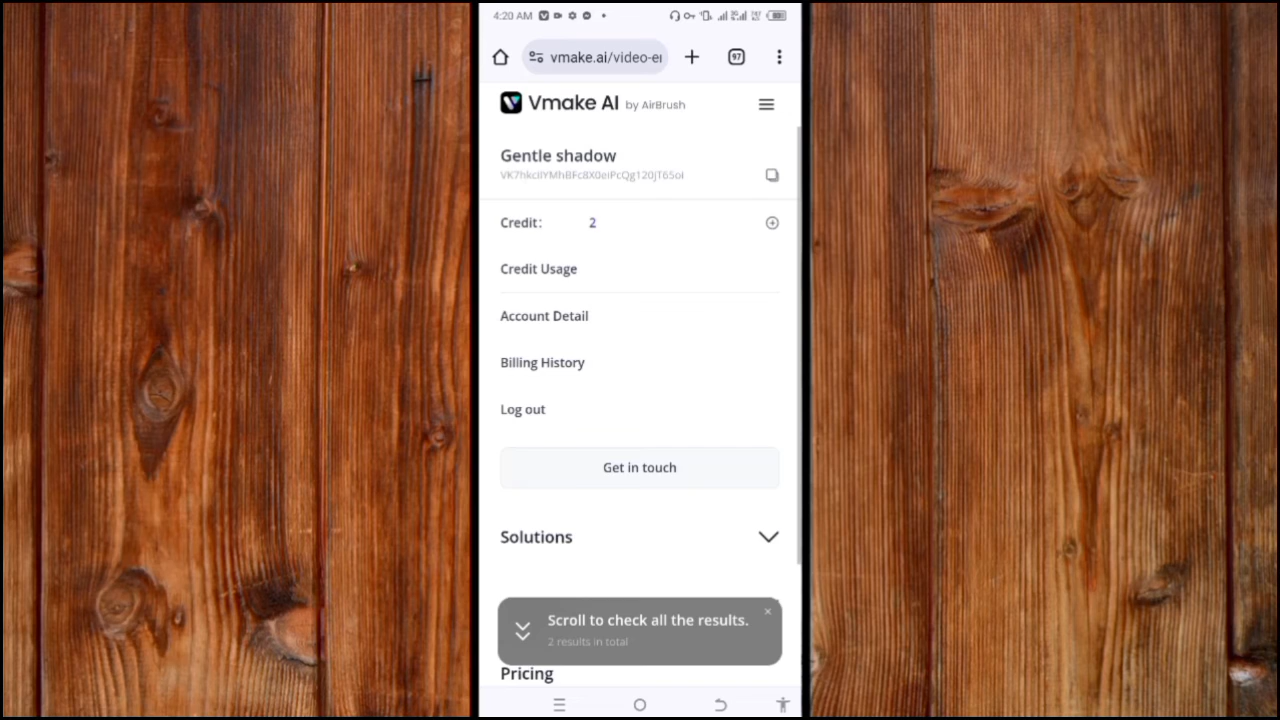 4:20 AM
vmake.ai/video-e
97
Vmake AI by AirBrush
Gentle shadow
Credit: 2
Credit Usage
Account Detail
Billing History
Log out
Get in touch
Solutions
Scroll to check all the results.
2 results in total
Pricing